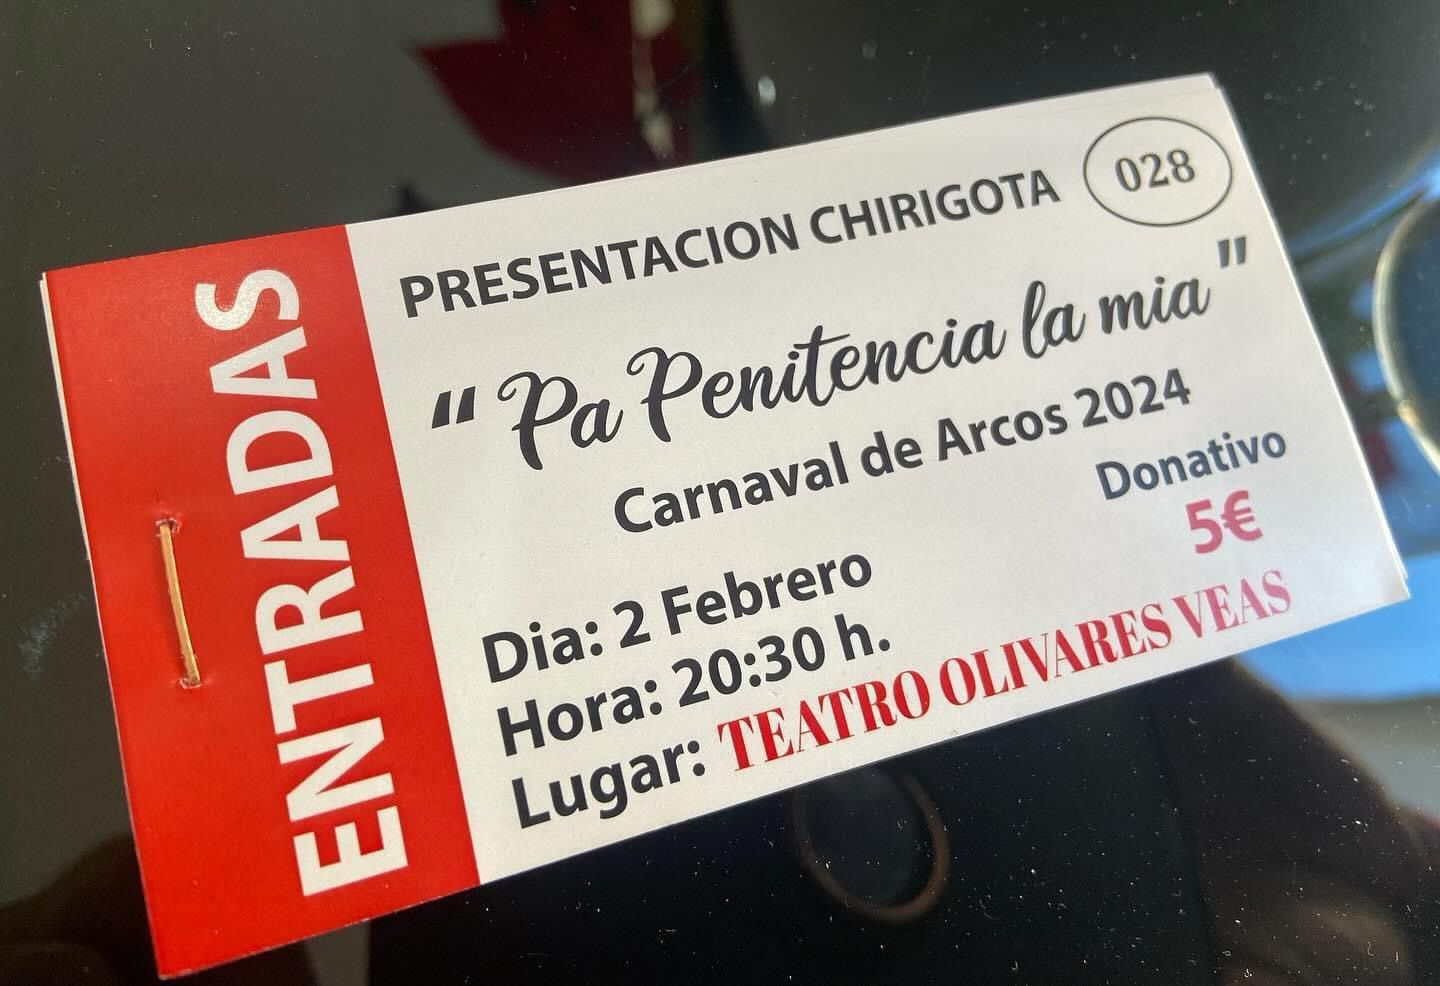 ENTRADAS
PRESENTACION CHIRIGOTA
028
"Pa Penitencia la mia"
Carnaval de Arcos 2024
Donativo
5€
Dia: 2 Febrero
Hora: 20:30 h.
Lugar: TEATRO OLIVARES VEAS